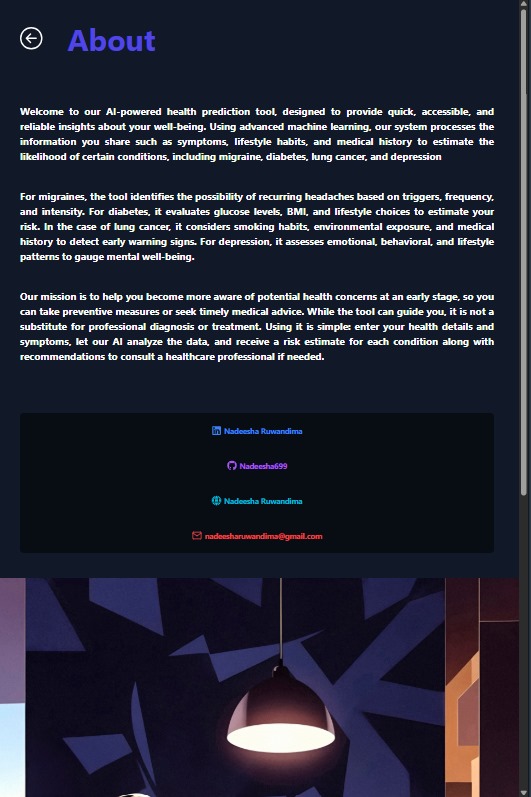 About
Welcome to our AI-powered health prediction tool, designed to provide quick, accessible, and
reliable insights about your well-being. Using advanced machine learning, our system processes the
information you share such as symptoms, lifestyle habits, and medical history to estimate the
likelihood of certain conditions, including migraine, diabetes, lung cancer, and depression
For migraines, the tool identifies the possibility of recurring headaches based on triggers, frequency,
and intensity. For diabetes, it evaluates glucose levels, BMI, and lifestyle choices to estimate your
risk. In the case of lung cancer, it considers smoking habits, environmental exposure, and medical
history to detect early warning signs. For depression, it assesses emotional, behavioral, and lifestyle
patterns to gauge mental well-being.
Our mission is to help you become more aware of potential health concerns at an early stage, so you
can take preventive measures or seek timely medical advice. While the tool can guide you, it is not a
substitute for professional diagnosis or treatment. Using it is simple: enter your health details and
symptoms, let our AI analyze the data, and receive a risk estimate for each condition along with
recommendations to consult a healthcare professional if needed.
Nadeesha Ruwandima
Nadeesha699
Nadeesha Ruwandima
nadeesharuwandima@gmail.com